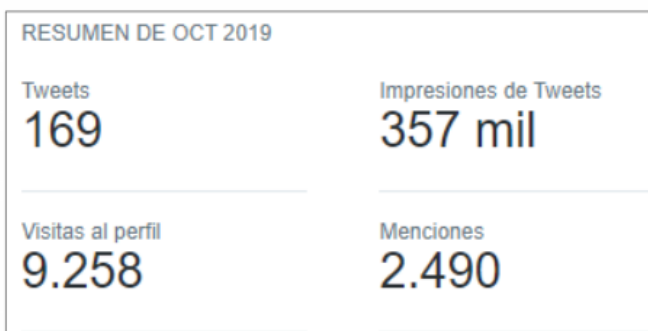 RESUMEN DE OCT 2019
Tweets
169
Impresiones de Tweets
357 mil
Visitas al perfil
9.258
Menciones
2.490